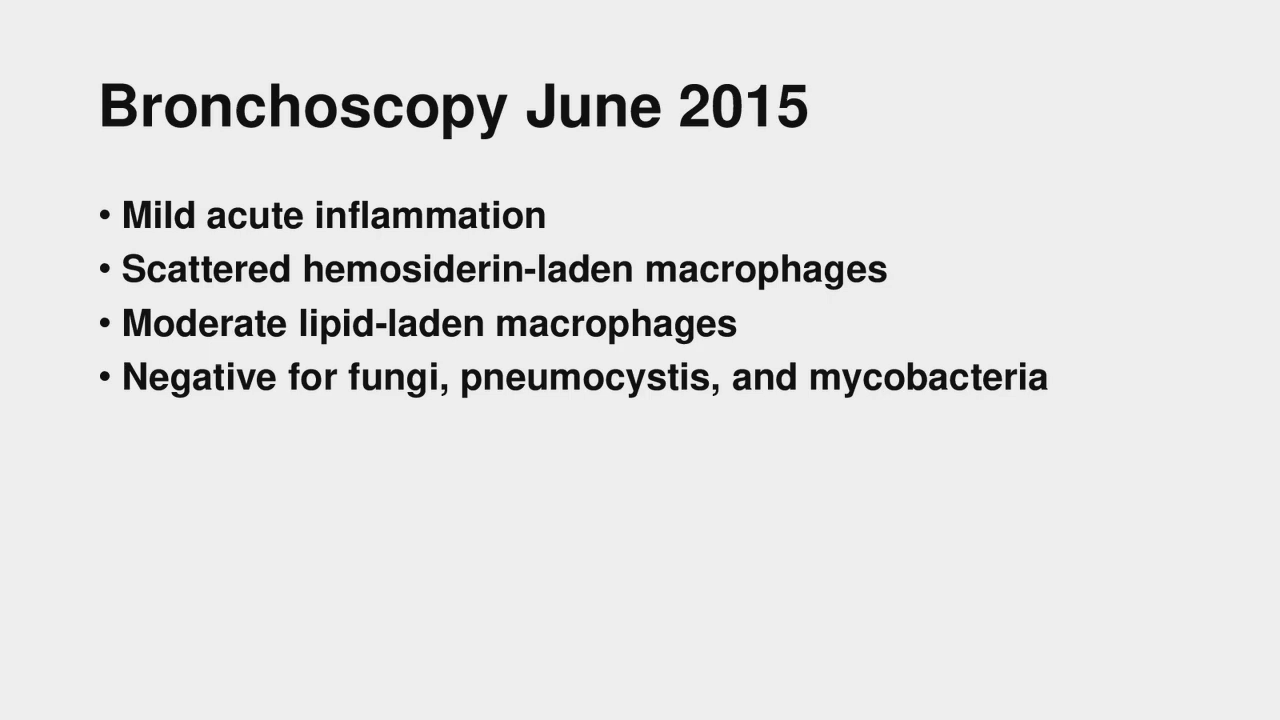 Bronchoscopy June 2015
• Mild acute inflammation
• Scattered hemosiderin-laden macrophages
• Moderate lipid-laden macrophages
• Negative for fungi, pneumocystis, and mycobacteria